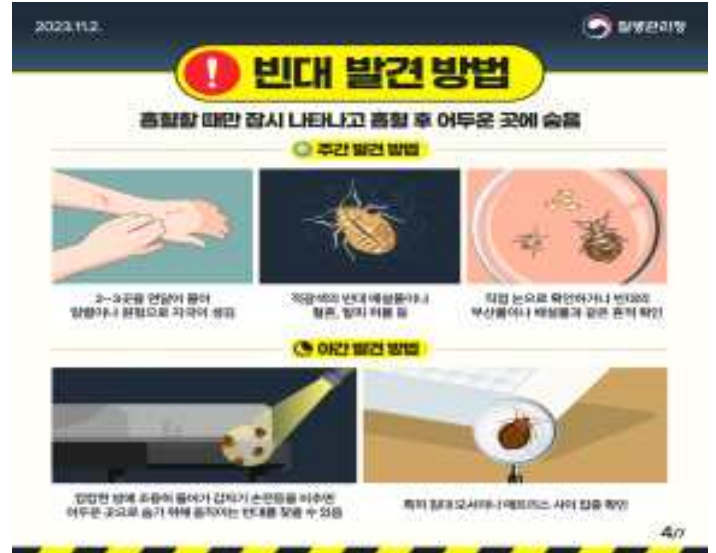 2023.11.2.
질병관리청
빈대 발견 방법
흡혈할 때만 잠시 나타나고 흡혈 후 어두운 곳에 숨음
주간 발견 방법
2~3곳을 연달아 물어
일렬이나 원형으로 자국이 생김
적갈색의 빈대 배설물이나
혈흔, 탈피 허물 등
직접 눈으로 확인하거나 빈대의
부산물이나 배설물과 같은 흔적 확인
야간 발견 방법
캄캄한 방에 조용히 들어가 갑자기 손전등을 비추면
어두운 곳으로 숨기 위해 움직이는 빈대를 찾을 수 있음
특히 침대 모서리나 매트리스 사이 집중 확인
4/7